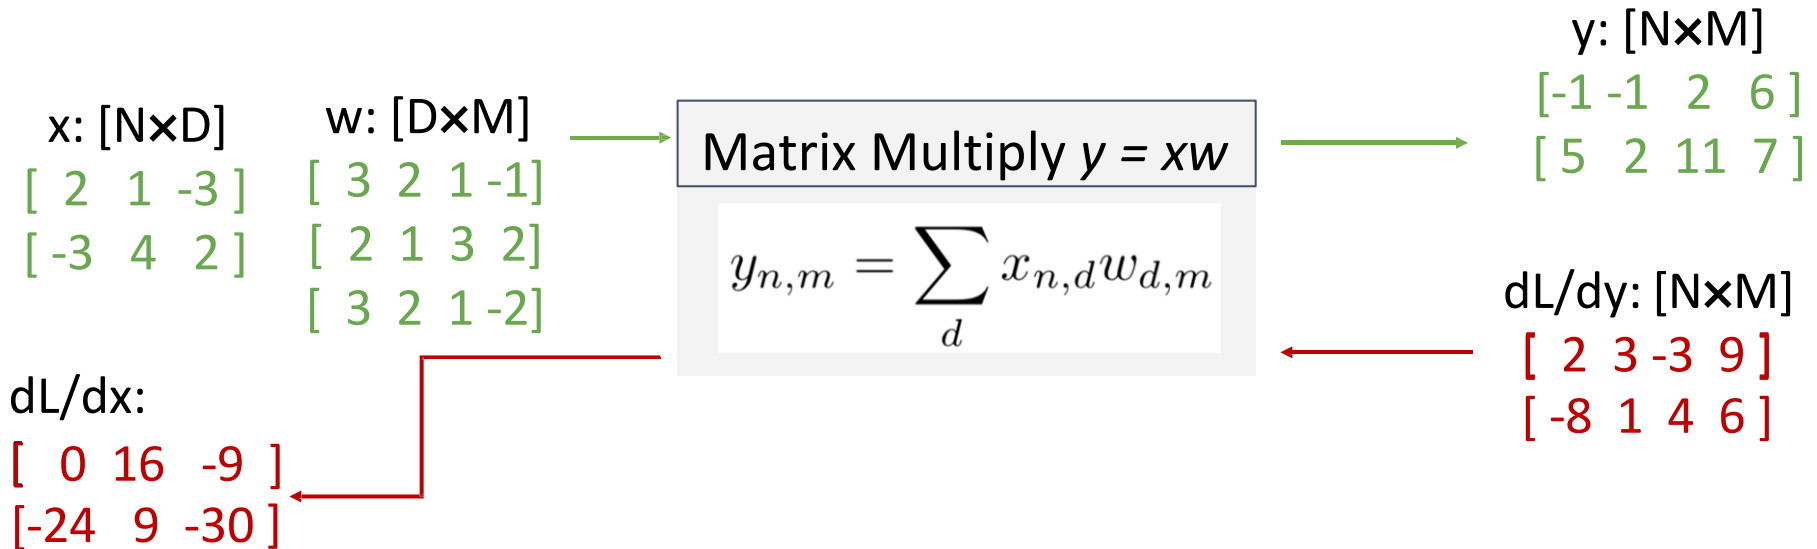 x: [N×D]
[ 2 1 -3 ]
[ -3 4 2 ]
w: [D×M]
[ 3 2 1 -1]
[ 2 1 3 2]
[ 3 2 1 -2]
Matrix Multiply y = xw
y_{n,m} = \sum_{d} x_{n,d} w_{d,m}
y: [N×M]
[-1 -1 2 6 ]
[ 5 2 11 7 ]
dL/dy: [N×M]
[ 2 3 -3 9 ]
[ -8 1 4 6 ]
dL/dx:
[ 0 16 -9 ]
[-24 9 -30 ]